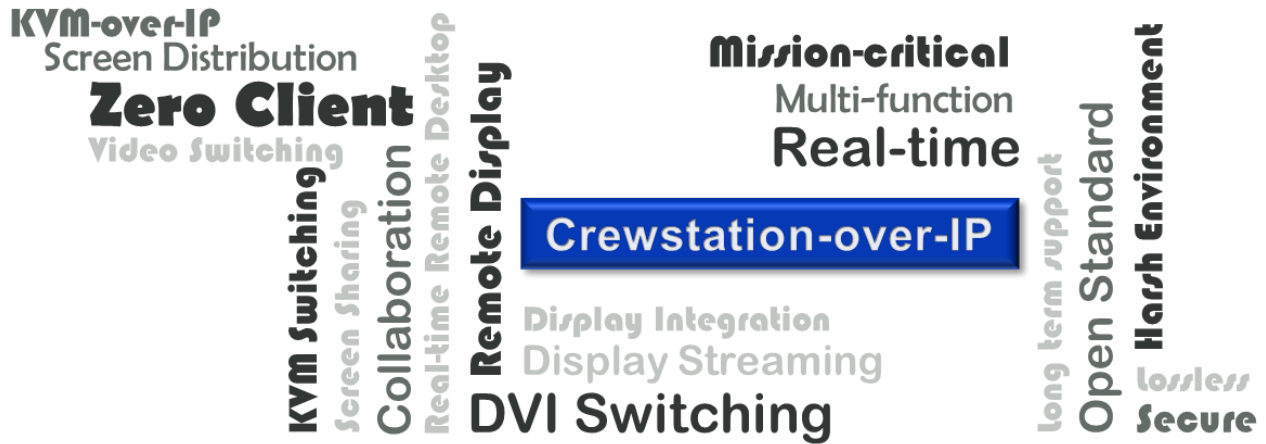 KVM-over-IP
Screen Distribution
Zero Client
Video Switching
KVM Switching
Screen Sharing
Collaboration
Real-time Remote Desktop
Remote Display
Mission-critical
Multi-function
Real-time
Crewstation-over-IP
Display Integration
Display Streaming
DVI Switching
Long term support
Open Standard
Harsh Environment
Lossless
Secure